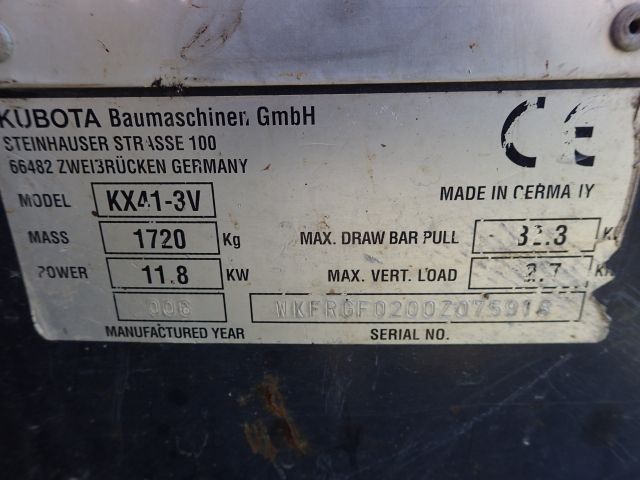 KUBOTA Baumaschinen GmbH
STEINHAUSER STRASSE 100
66482 ZWEIBRÜCKEN GERMANY
CE
MODEL KX41-3V
MADE IN GERMANY
MASS 1720 Kg
MAX. DRAW BAR PULL
POWER 11.8 KW
MAX. VERT. LOAD
MANUFACTURED YEAR
SERIAL NO.